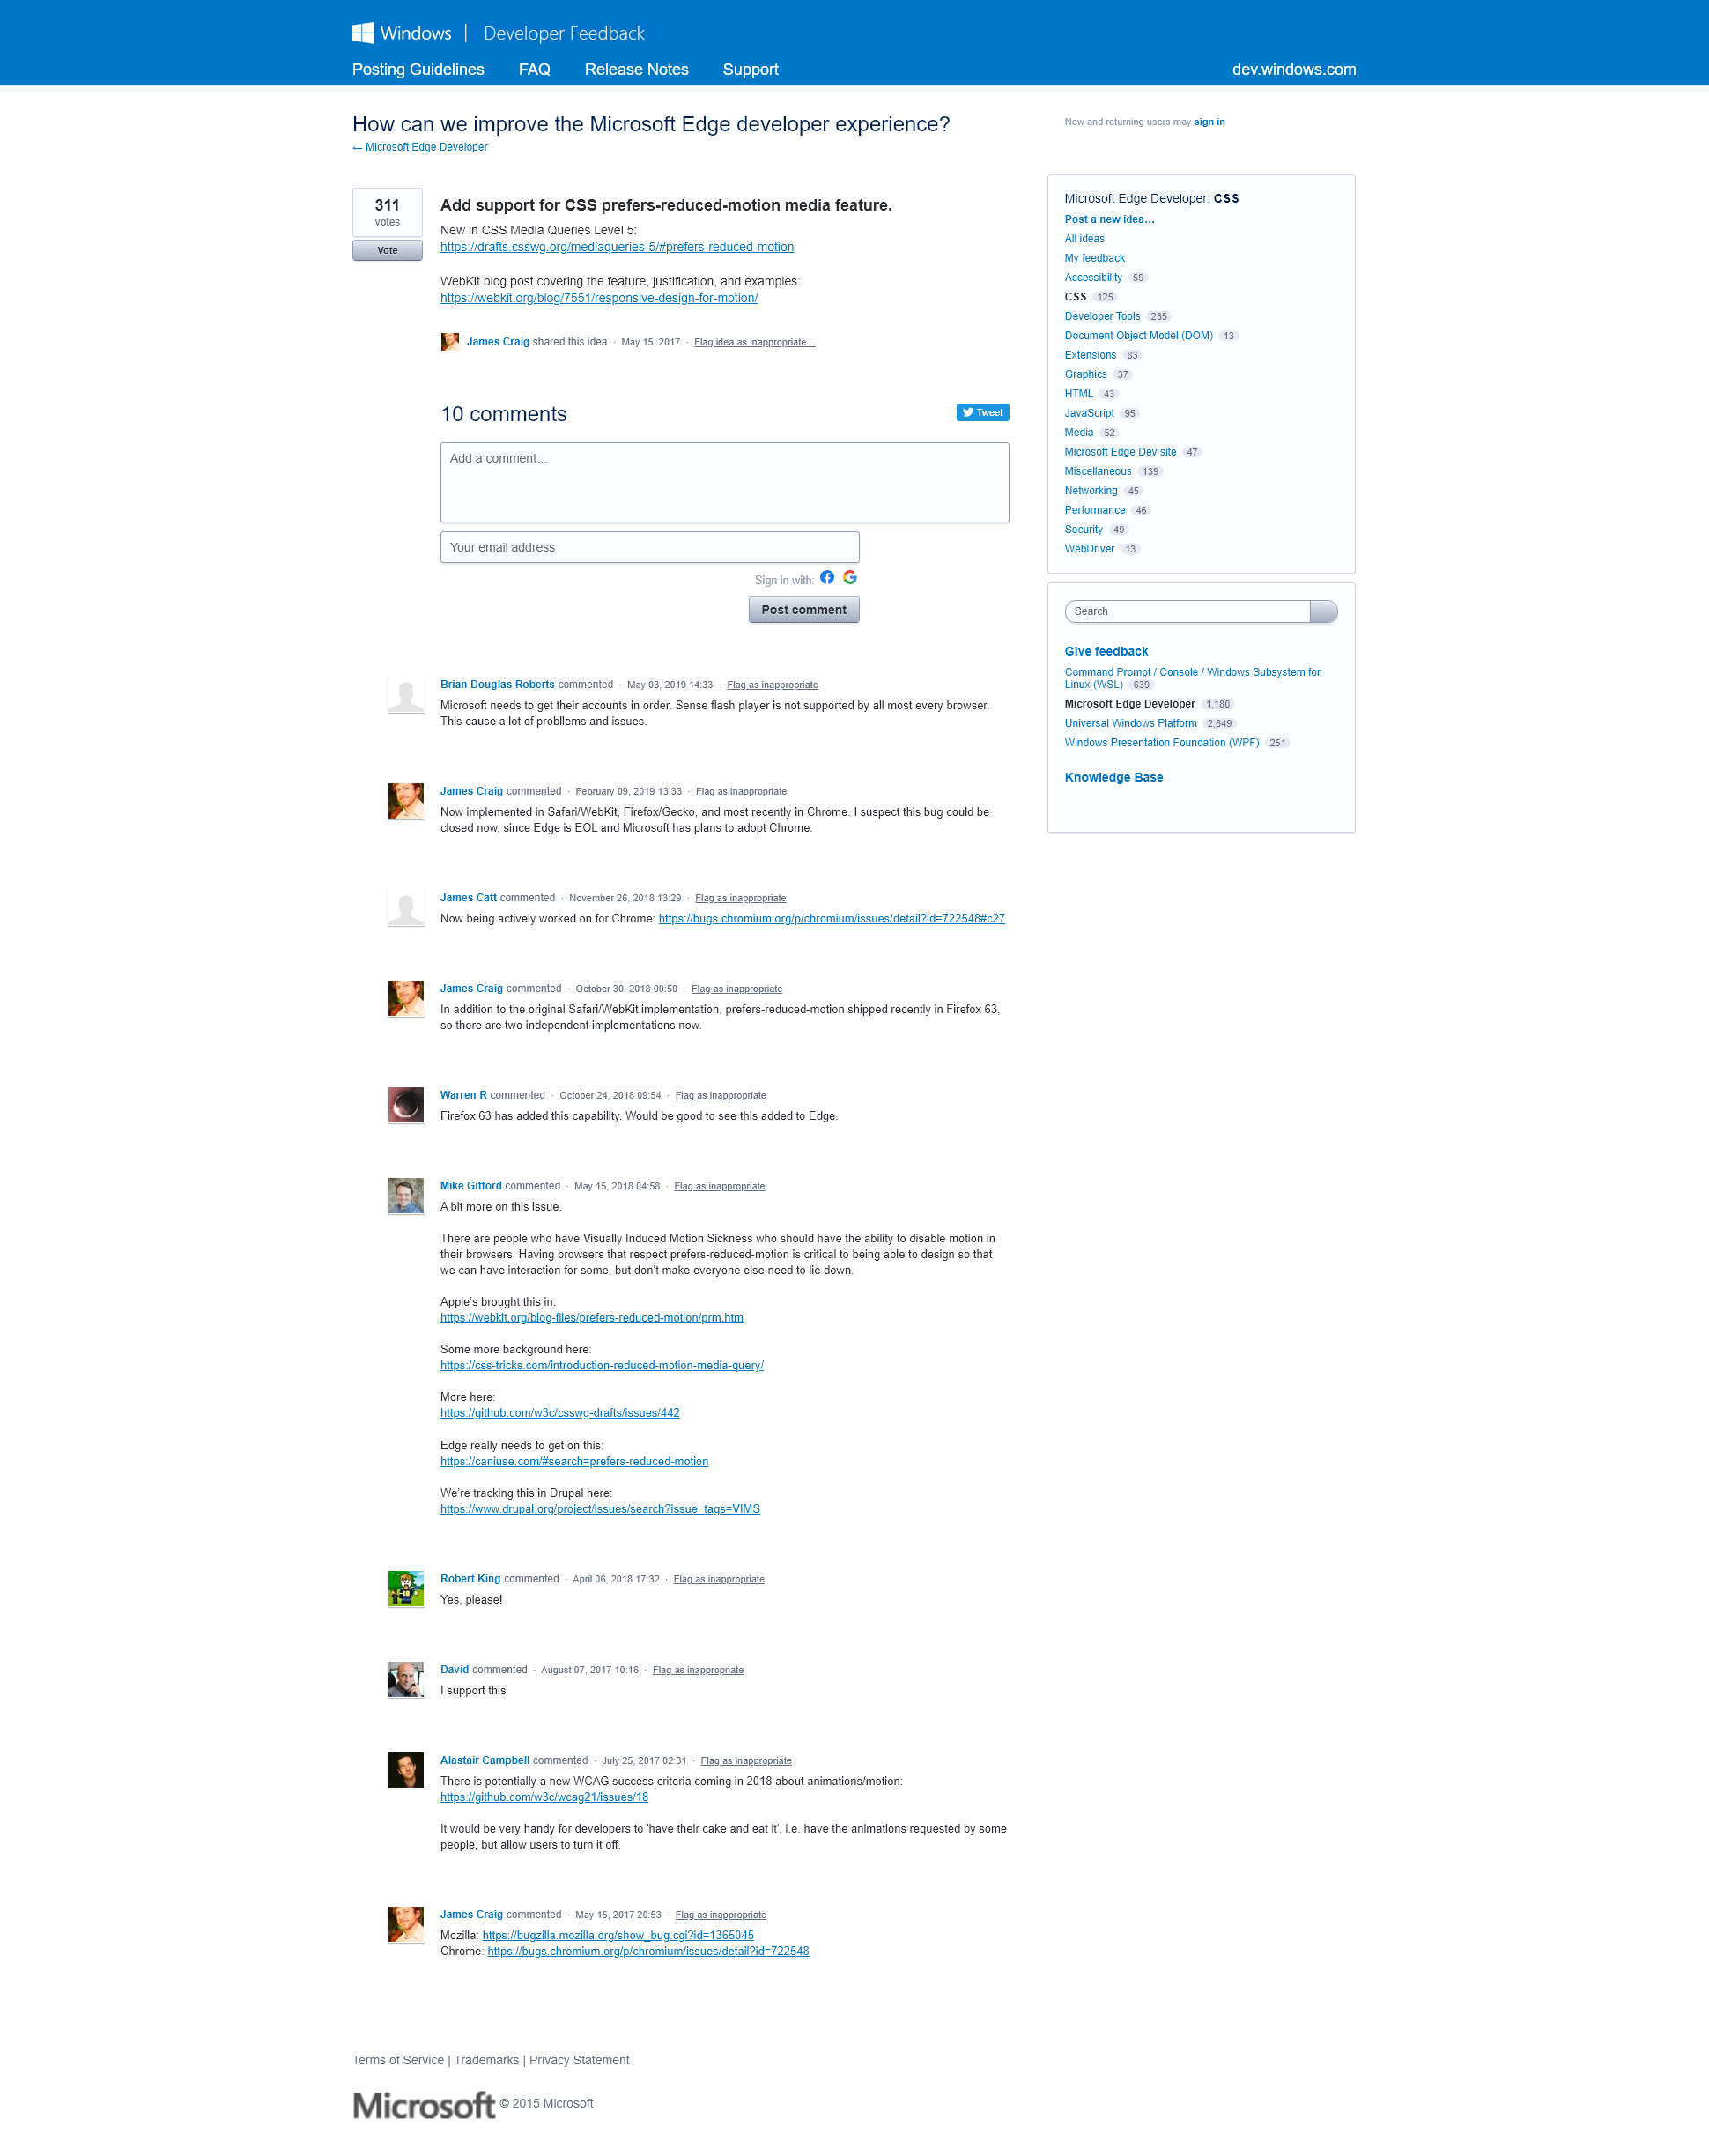 Windows | Developer Feedback
Posting Guidelines FAQ Release Notes Support dev.windows.com
How can we improve the Microsoft Edge developer experience?
← Microsoft Edge Developer
New and returning users may sign in
311
votes
Vote
Add support for CSS prefers-reduced-motion media feature.
New in CSS Media Queries Level 5:
https://drafts.csswg.org/mediaqueries-5/#prefers-reduced-motion
WebKit blog post covering the feature, justification, and examples:
https://webkit.org/blog/7551/responsive-design-for-motion/
James Craig shared this idea · May 15, 2017 · Flag idea as inappropriate…
10 comments
Tweet
Add a comment…
Your email address
Sign in with:
Post comment
Brian Douglas Roberts commented · May 03, 2019 14:33 · Flag as inappropriate
Microsoft needs to get their accounts in order. Sense flash player is not supported by all most every browser.
This cause a lot of probllems and issues.
James Craig commented · February 09, 2019 13:33 · Flag as inappropriate
Now implemented in Safari/WebKit, Firefox/Gecko, and most recently in Chrome. I suspect this bug could be
closed now, since Edge is EOL and Microsoft has plans to adopt Chrome.
James Catt commented · November 26, 2018 13:29 · Flag as inappropriate
Now being actively worked on for Chrome: https://bugs.chromium.org/p/chromium/issues/detail?id=722548#c27
James Craig commented · October 30, 2018 00:50 · Flag as inappropriate
In addition to the original Safari/WebKit implementation, prefers-reduced-motion shipped recently in Firefox 63,
so there are two independent implementations now.
Warren R commented · October 24, 2018 09:54 · Flag as inappropriate
Firefox 63 has added this capability. Would be good to see this added to Edge.
Mike Gifford commented · May 15, 2018 04:58 · Flag as inappropriate
A bit more on this issue.
There are people who have Visually Induced Motion Sickness who should have the ability to disable motion in
their browsers. Having browsers that respect prefers-reduced-motion is critical to being able to design so that
we can have interaction for some, but don't make everyone else need to lie down.
Apple's brought this in:
https://webkit.org/blog-files/prefers-reduced-motion/prm.htm
Some more background here:
https://css-tricks.com/introduction-reduced-motion-media-query/
More here:
https://github.com/w3c/csswg-drafts/issues/442
Edge really needs to get on this:
https://caniuse.com/#search=prefers-reduced-motion
We're tracking this in Drupal here:
https://www.drupal.org/project/issues/search?issue_tags=VIMS
Robert King commented · April 06, 2018 17:32 · Flag as inappropriate
Yes, please!
David commented · August 07, 2017 10:16 · Flag as inappropriate
I support this
Alastair Campbell commented · July 25, 2017 02:31 · Flag as inappropriate
There is potentially a new WCAG success criteria coming in 2018 about animations/motion:
https://github.com/w3c/wcag21/issues/18
It would be very handy for developers to 'have their cake and eat it', i.e. have the animations requested by some
people, but allow users to turn it off.
James Craig commented · May 15, 2017 20:53 · Flag as inappropriate
Mozilla: https://bugzilla.mozilla.org/show_bug.cgi?id=1365045
Chrome: https://bugs.chromium.org/p/chromium/issues/detail?id=722548
Microsoft Edge Developer: CSS
Post a new idea…
All ideas
My feedback
Accessibility 59
CSS 125
Developer Tools 235
Document Object Model (DOM) 13
Extensions 83
Graphics 37
HTML 43
JavaScript 95
Media 52
Microsoft Edge Dev site 47
Miscellaneous 139
Networking 45
Performance 46
Security 49
WebDriver 13
Search
Give feedback
Command Prompt / Console / Windows Subsystem for
Linux (WSL) 639
Microsoft Edge Developer 1,180
Universal Windows Platform 2,649
Windows Presentation Foundation (WPF) 251
Knowledge Base
Terms of Service | Trademarks | Privacy Statement
Microsoft © 2015 Microsoft